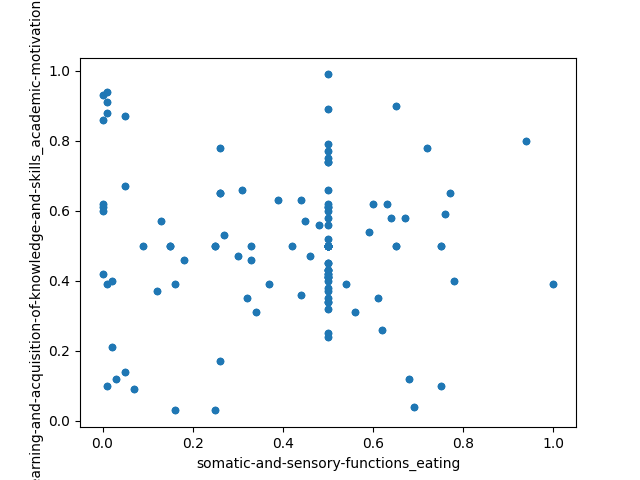 earning-and-acquisition-of-knowledge-and-skills_academic-motivation
1.0
0.8
0.6
0.4
0.2
0.0
0.0 0.2 0.4 0.6 0.8 1.0
somatic-and-sensory-functions_eating